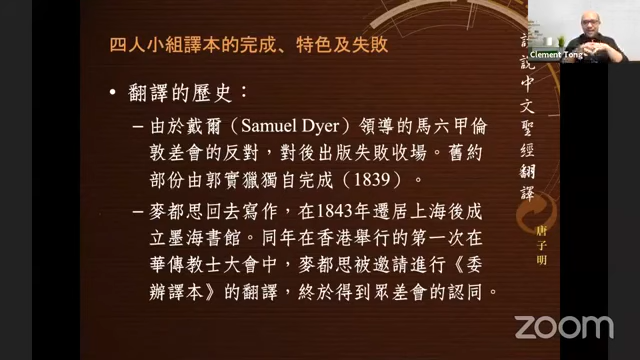 四人小組譯本的完成、特色及失敗
• 翻譯的歷史：
–由於戴爾（Samuel Dyer）領導的馬六甲倫
敦差會的反對，對後出版失敗收場。舊約
部份由郭實獵獨自完成（1839）。
–麥都思回去寫作，在1843年遷居上海後成
立墨海書館。同年在香港舉行的第一次在
華傳教士大會中，麥都思被邀請進行《委
辦譯本》的翻譯，終於得到眾差會的認同。
說中文聖經翻譯
唐子明
Clement Tong
zoom